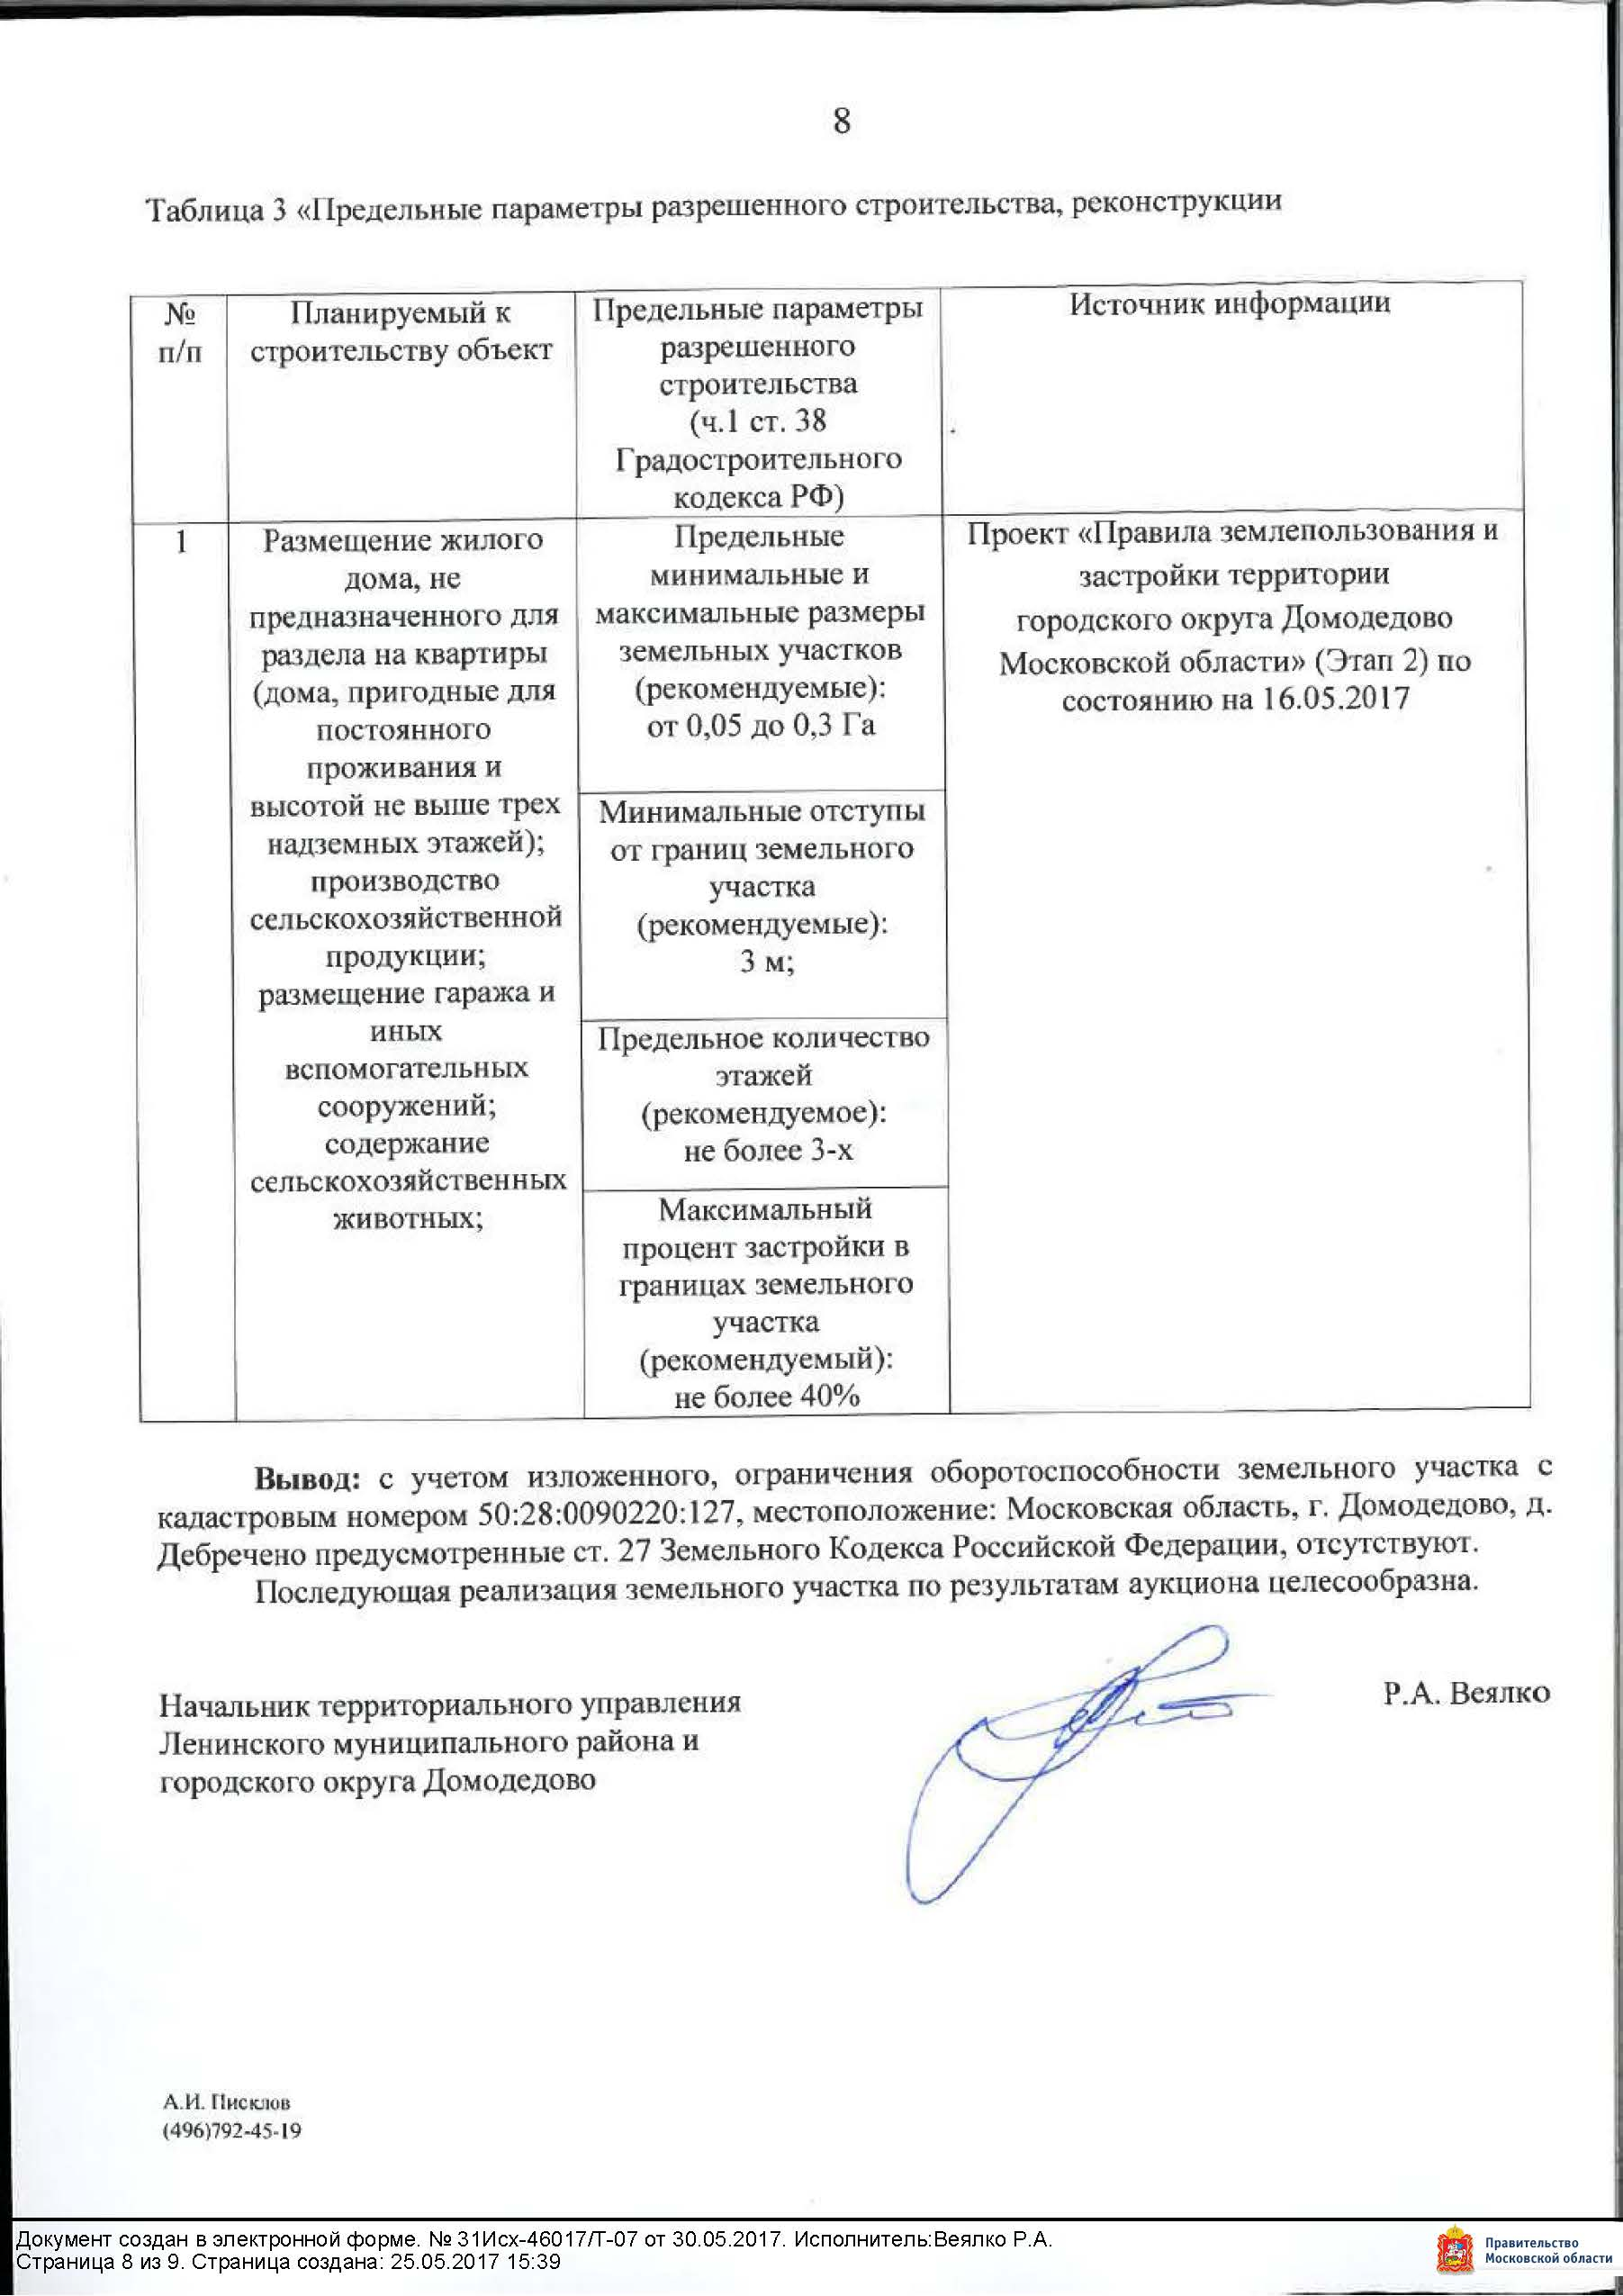 8
Таблица 3 «Предельные параметры разрешенного строительства, реконструкции
№
п/п
Планируемый к
строительству объект
Предельные параметры
разрешенного
строительства
(ч.1 ст. 38
Градостроительного
кодекса РФ)
Источник информации
1
Размещение жилого
дома, не
предназначенного для
раздела на квартиры
(дома, пригодные для
постоянного
проживания и
высотой не выше трех
надземных этажей);
производство
сельскохозяйственной
продукции;
размещение гаража и
иных
вспомогательных
сооружений;
содержание
сельскохозяйственных
животных;
Предельные
минимальные и
максимальные размеры
земельных участков
(рекомендуемые):
от 0,05 до 0,3 Га
Минимальные отступы
от границ земельного
участка
(рекомендуемые):
3 м;
Предельное количество
этажей
(рекомендуемое):
не более 3-х
Максимальный
процент застройки в
границах земельного
участка
(рекомендуемый):
не более 40%
Проект «Правила землепользования и
застройки территории
городского округа Домодедово
Московской области» (Этап 2) по
состоянию на 16.05.2017
Вывод: с учетом изложенного, ограничения оборотоспособности земельного участка с
кадастровым номером 50:28:0090220:127, местоположение: Московская область, г. Домодедово, д.
Дебречено предусмотренные ст. 27 Земельного Кодекса Российской Федерации, отсутствуют.
Последующая реализация земельного участка по результатам аукциона целесообразна.
Начальник территориального управления
Ленинского муниципального района и
городского округа Домодедово
Р.А. Веялко
А.И. Писклов
(496)792-45-19
Документ создан в электронной форме. № 31Исх-46017/Т-07 от 30.05.2017. Исполнитель:Веялко Р.А.
Страница 8 из 9. Страница создана: 25.05.2017 15:39
Правительство
Московской области